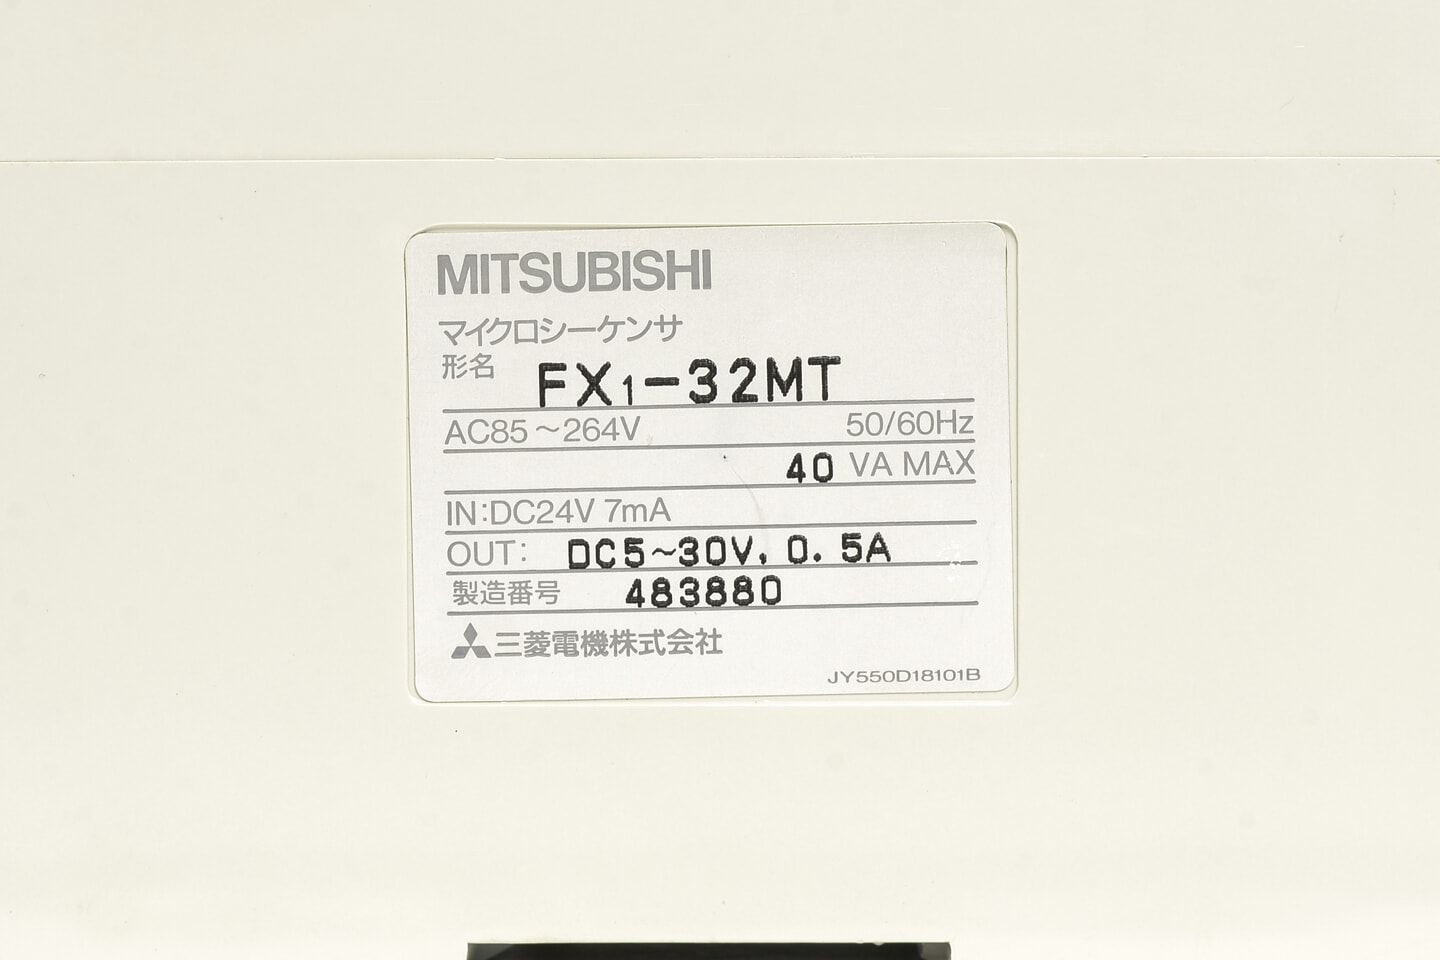 MITSUBISHI
マイクロシーケンサ
形名 FX1-32MT
AC85～264V 50/60Hz
40 VA MAX
IN:DC24V 7mA
OUT: DC5~30V, 0.5A
製造番号 483880
三菱電機株式会社
JY550D18101B